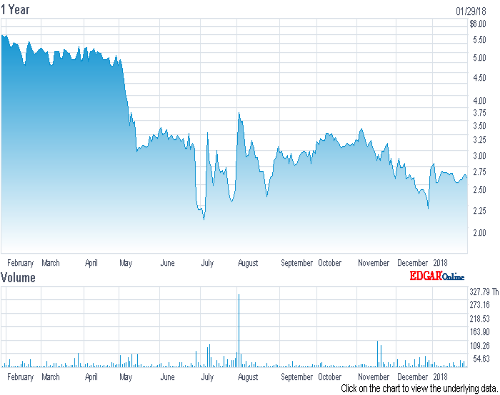 1 Year
01/29/18
$6.00
5.50
5.00
4.50
4.00
3.75
3.50
3.25
3.00
2.75
2.50
2.25
2.00
February March April May June July August September October November December 2018
Volume
EDGAROnline
327.79 Th
273.16
218.53
163.90
109.26
54.63
February March April May June July August September October November December 2018
Click on the chart to view the underlying data.